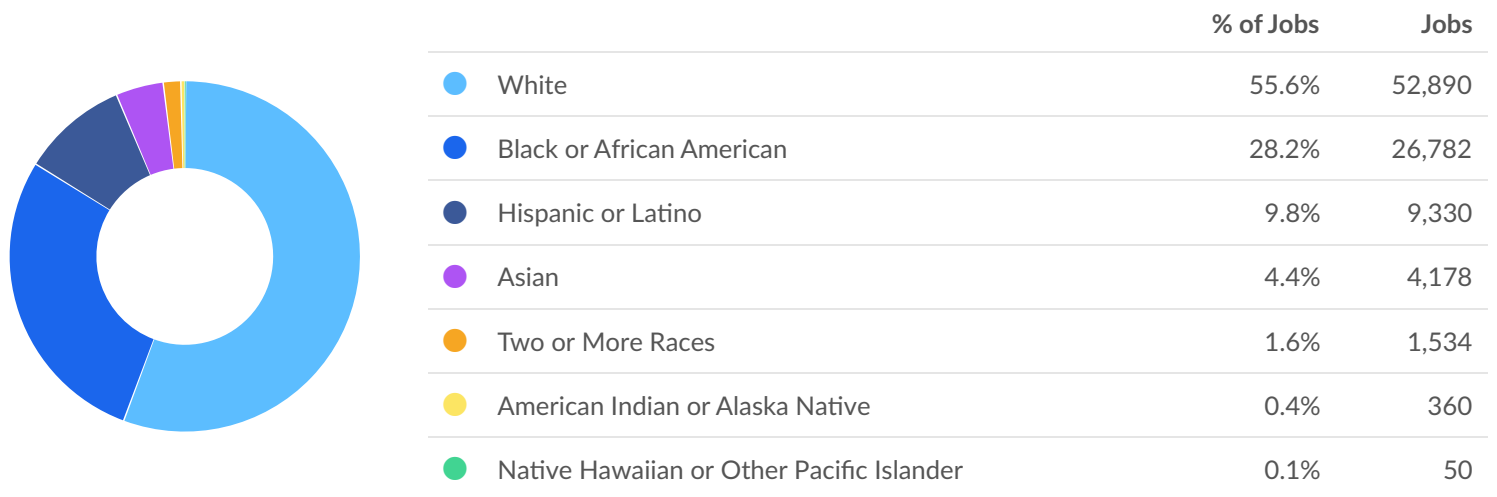 % of Jobs Jobs
White 55.6% 52,890
Black or African American 28.2% 26,782
Hispanic or Latino 9.8% 9,330
Asian 4.4% 4,178
Two or More Races 1.6% 1,534
American Indian or Alaska Native 0.4% 360
Native Hawaiian or Other Pacific Islander 0.1% 50